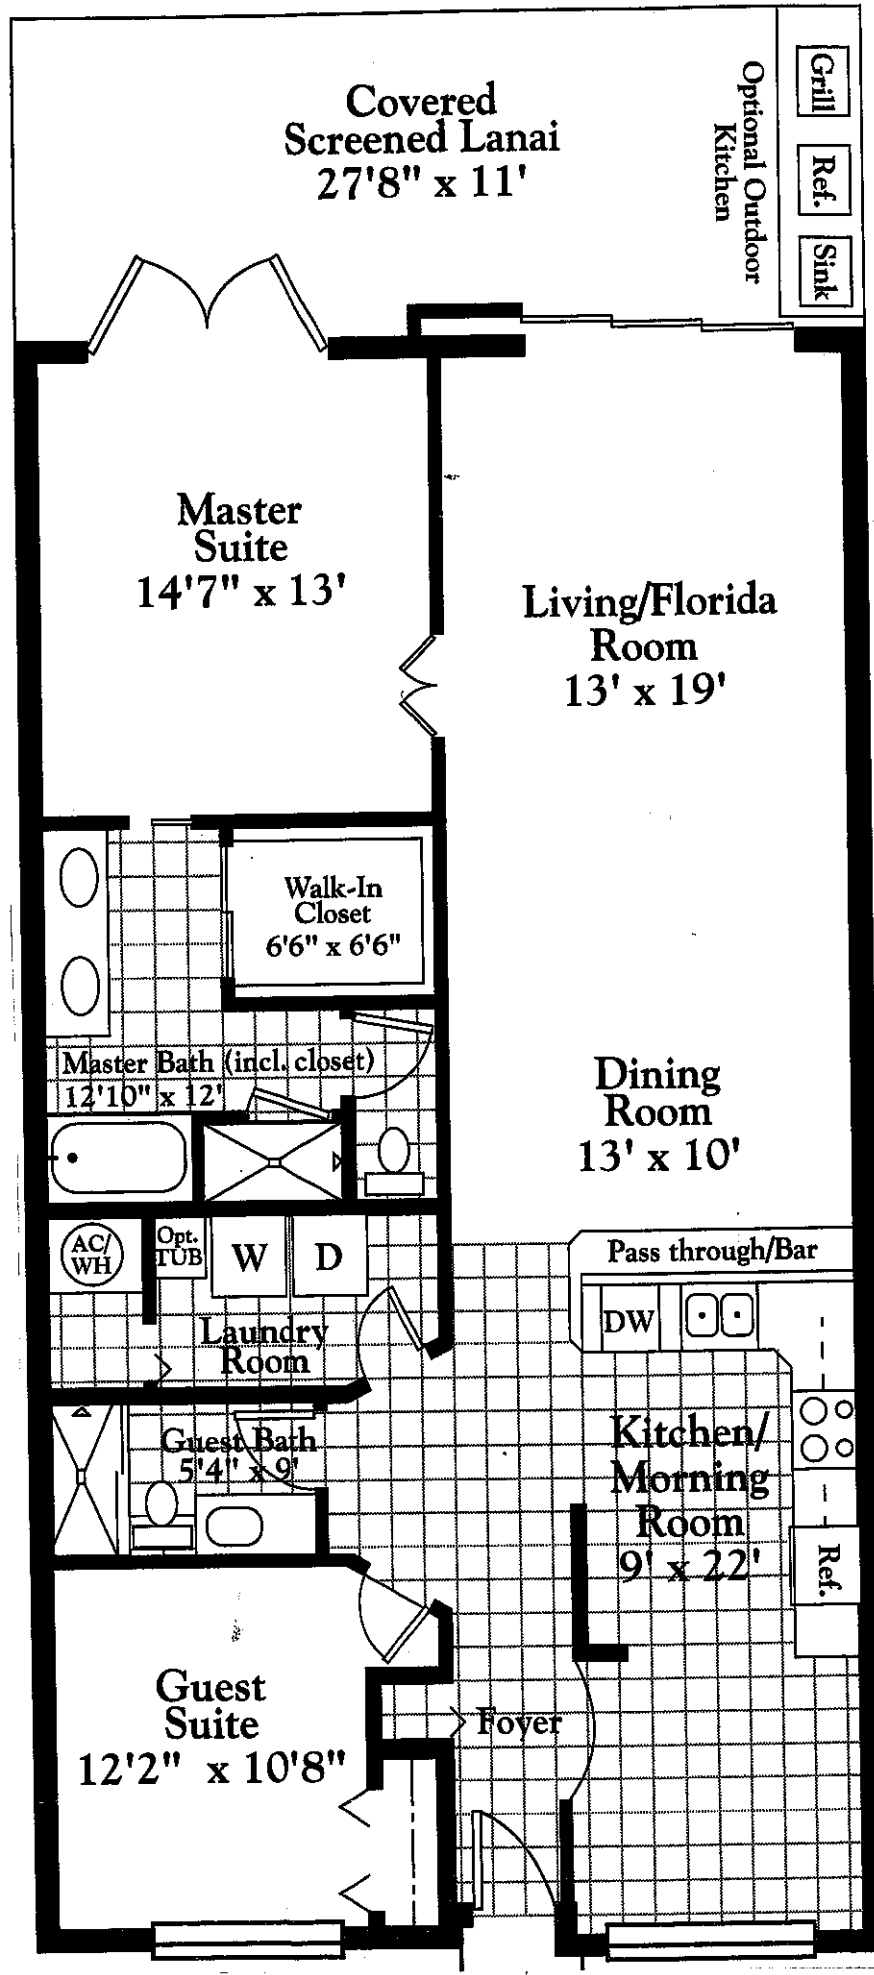 Covered
Screened Lanai
27'8" x 11'
Optional Outdoor
Kitchen
Grill
Ref.
Sink
Master
Suite
14'7" x 13'
Living/Florida
Room
13' x 19'
Walk-In
Closet
6'6" x 6'6"
Master Bath (incl. closet)
12'10" x 12'
Dining
Room
13' x 10'
AC/
WH
Opt.
TUB
W
D
Laundry
Room
Pass through/Bar
DW
Guest Bath
5'4" x 9'
Kitchen/
Morning
Room
9' x 22'
Ref.
Guest
Suite
12'2" x 10'8"
Foyer